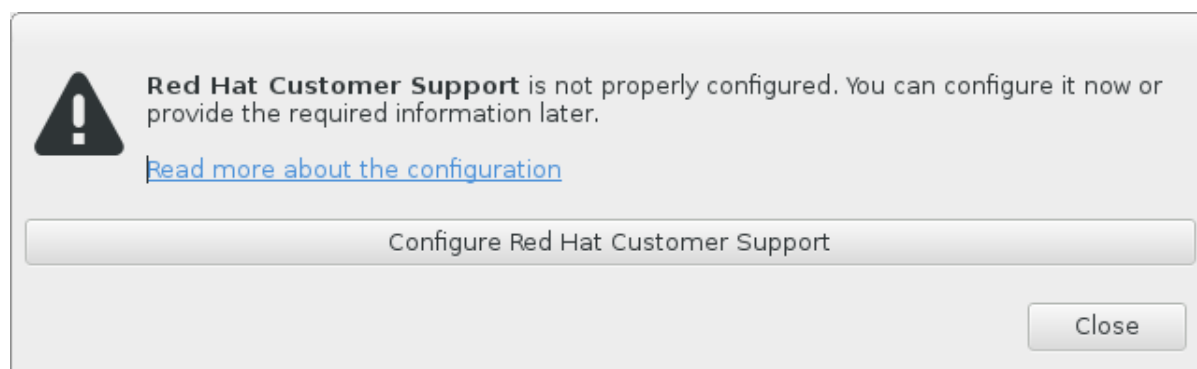 Red Hat Customer Support is not properly configured. You can configure it now or
provide the required information later.
Read more about the configuration
Configure Red Hat Customer Support
Close